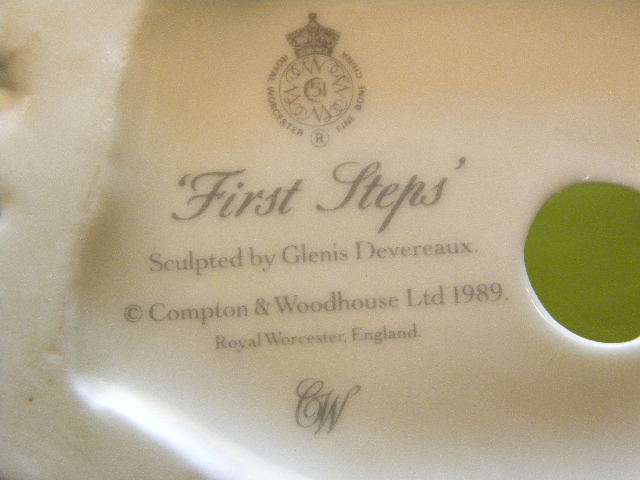 ROYAL WORCESTER FINE BONE CHINA
51
®
'First Steps'
Sculpted by Glenis Devereaux.
© Compton & Woodhouse Ltd 1989.
Royal Worcester, England.
CW